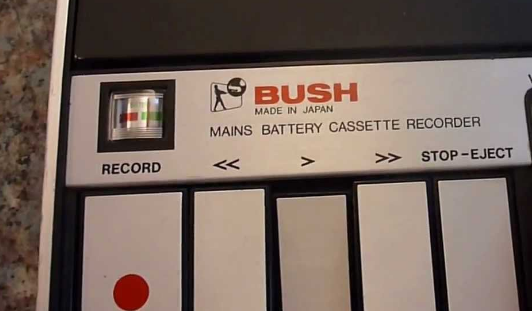 BUSH
MADE IN JAPAN
MAINS BATTERY CASSETTE RECORDER
RECORD << > >> STOP-EJECT